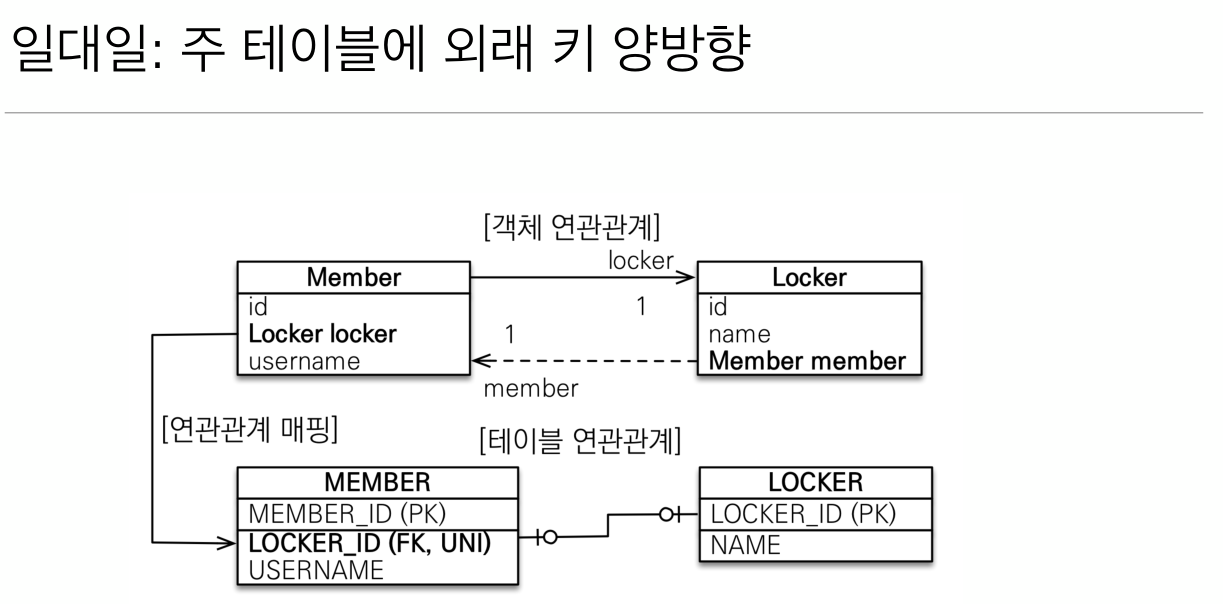 일대일: 주 테이블에 외래 키 양방향
[객체 연관관계]
locker
Member
id
Locker locker
username
1
1
member
Locker
id
name
Member member
[연관관계 매핑]
[테이블 연관관계]
MEMBER
MEMBER_ID (PK)
LOCKER_ID (FK, UNI)
USERNAME
LOCKER
LOCKER_ID (PK)
NAME